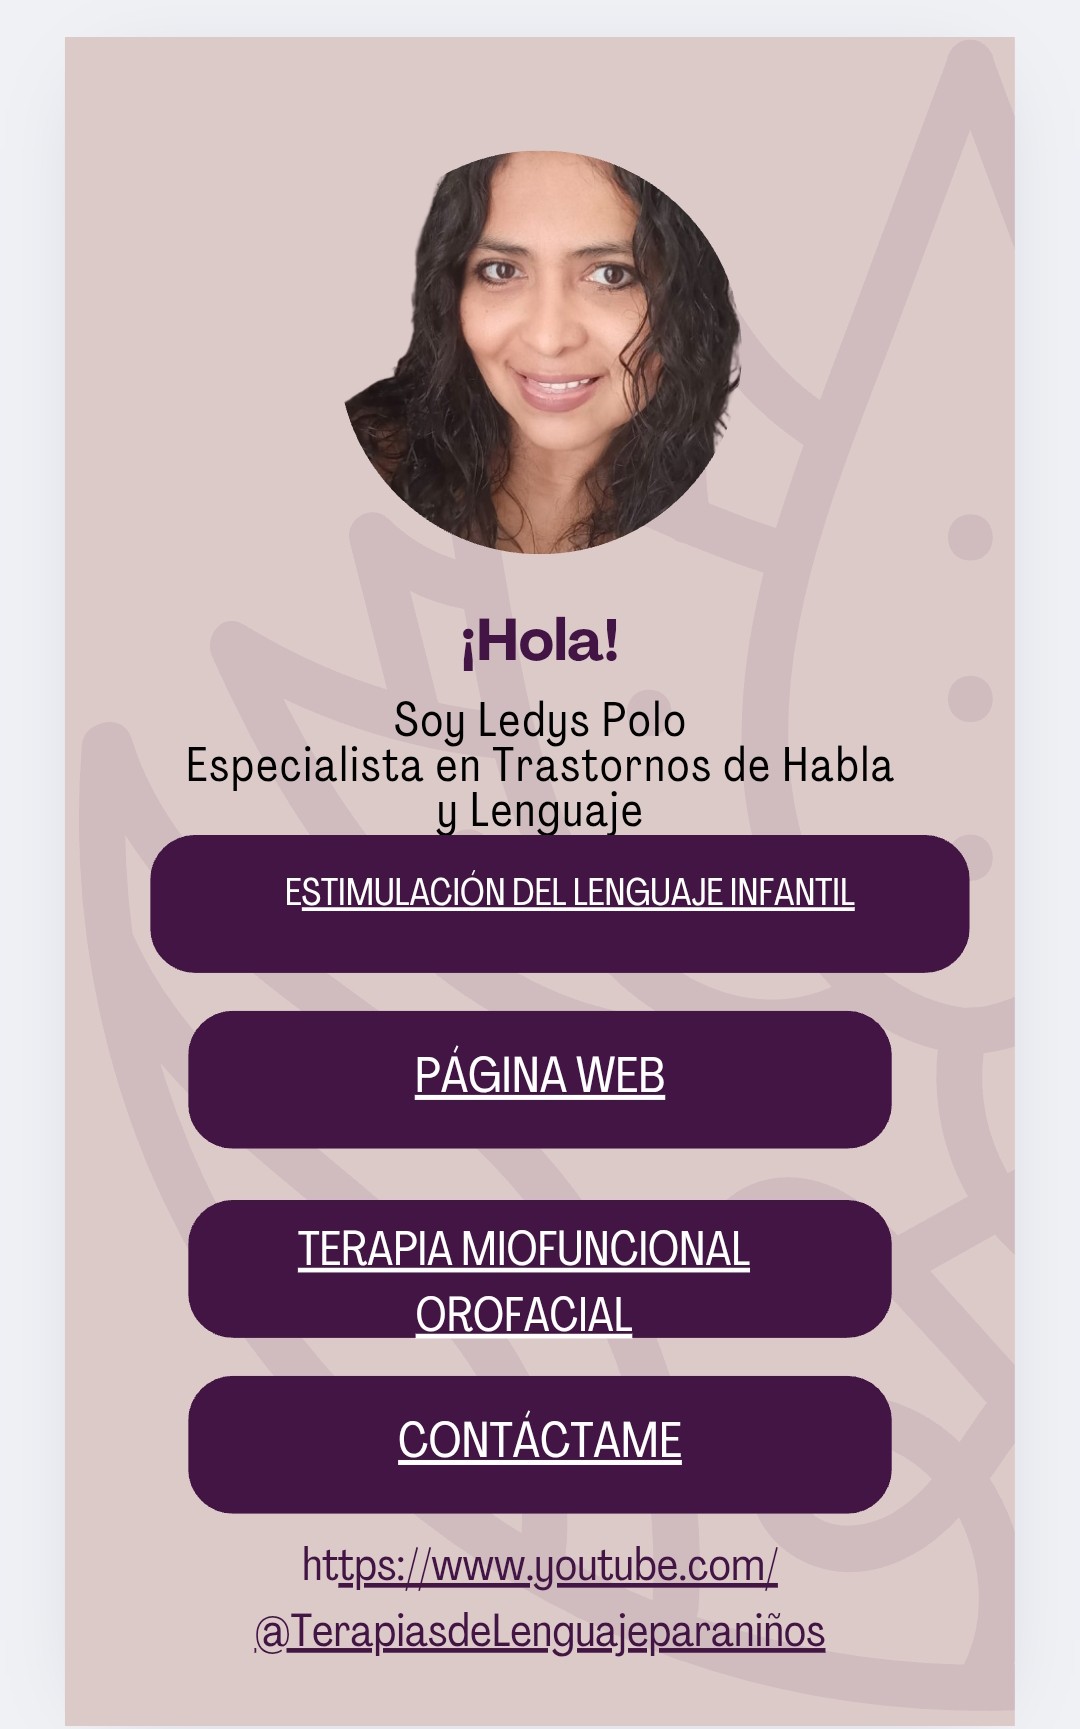 ¡Hola!
Soy Ledys Polo
Especialista en Trastornos de Habla
y Lenguaje
ESTIMULACIÓN DEL LENGUAJE INFANTIL
PÁGINA WEB
TERAPIA MIOFUNCIONAL
OROFACIAL
CONTÁCTAME
https://www.youtube.com/
@TerapiasdeLenguajeparaniños